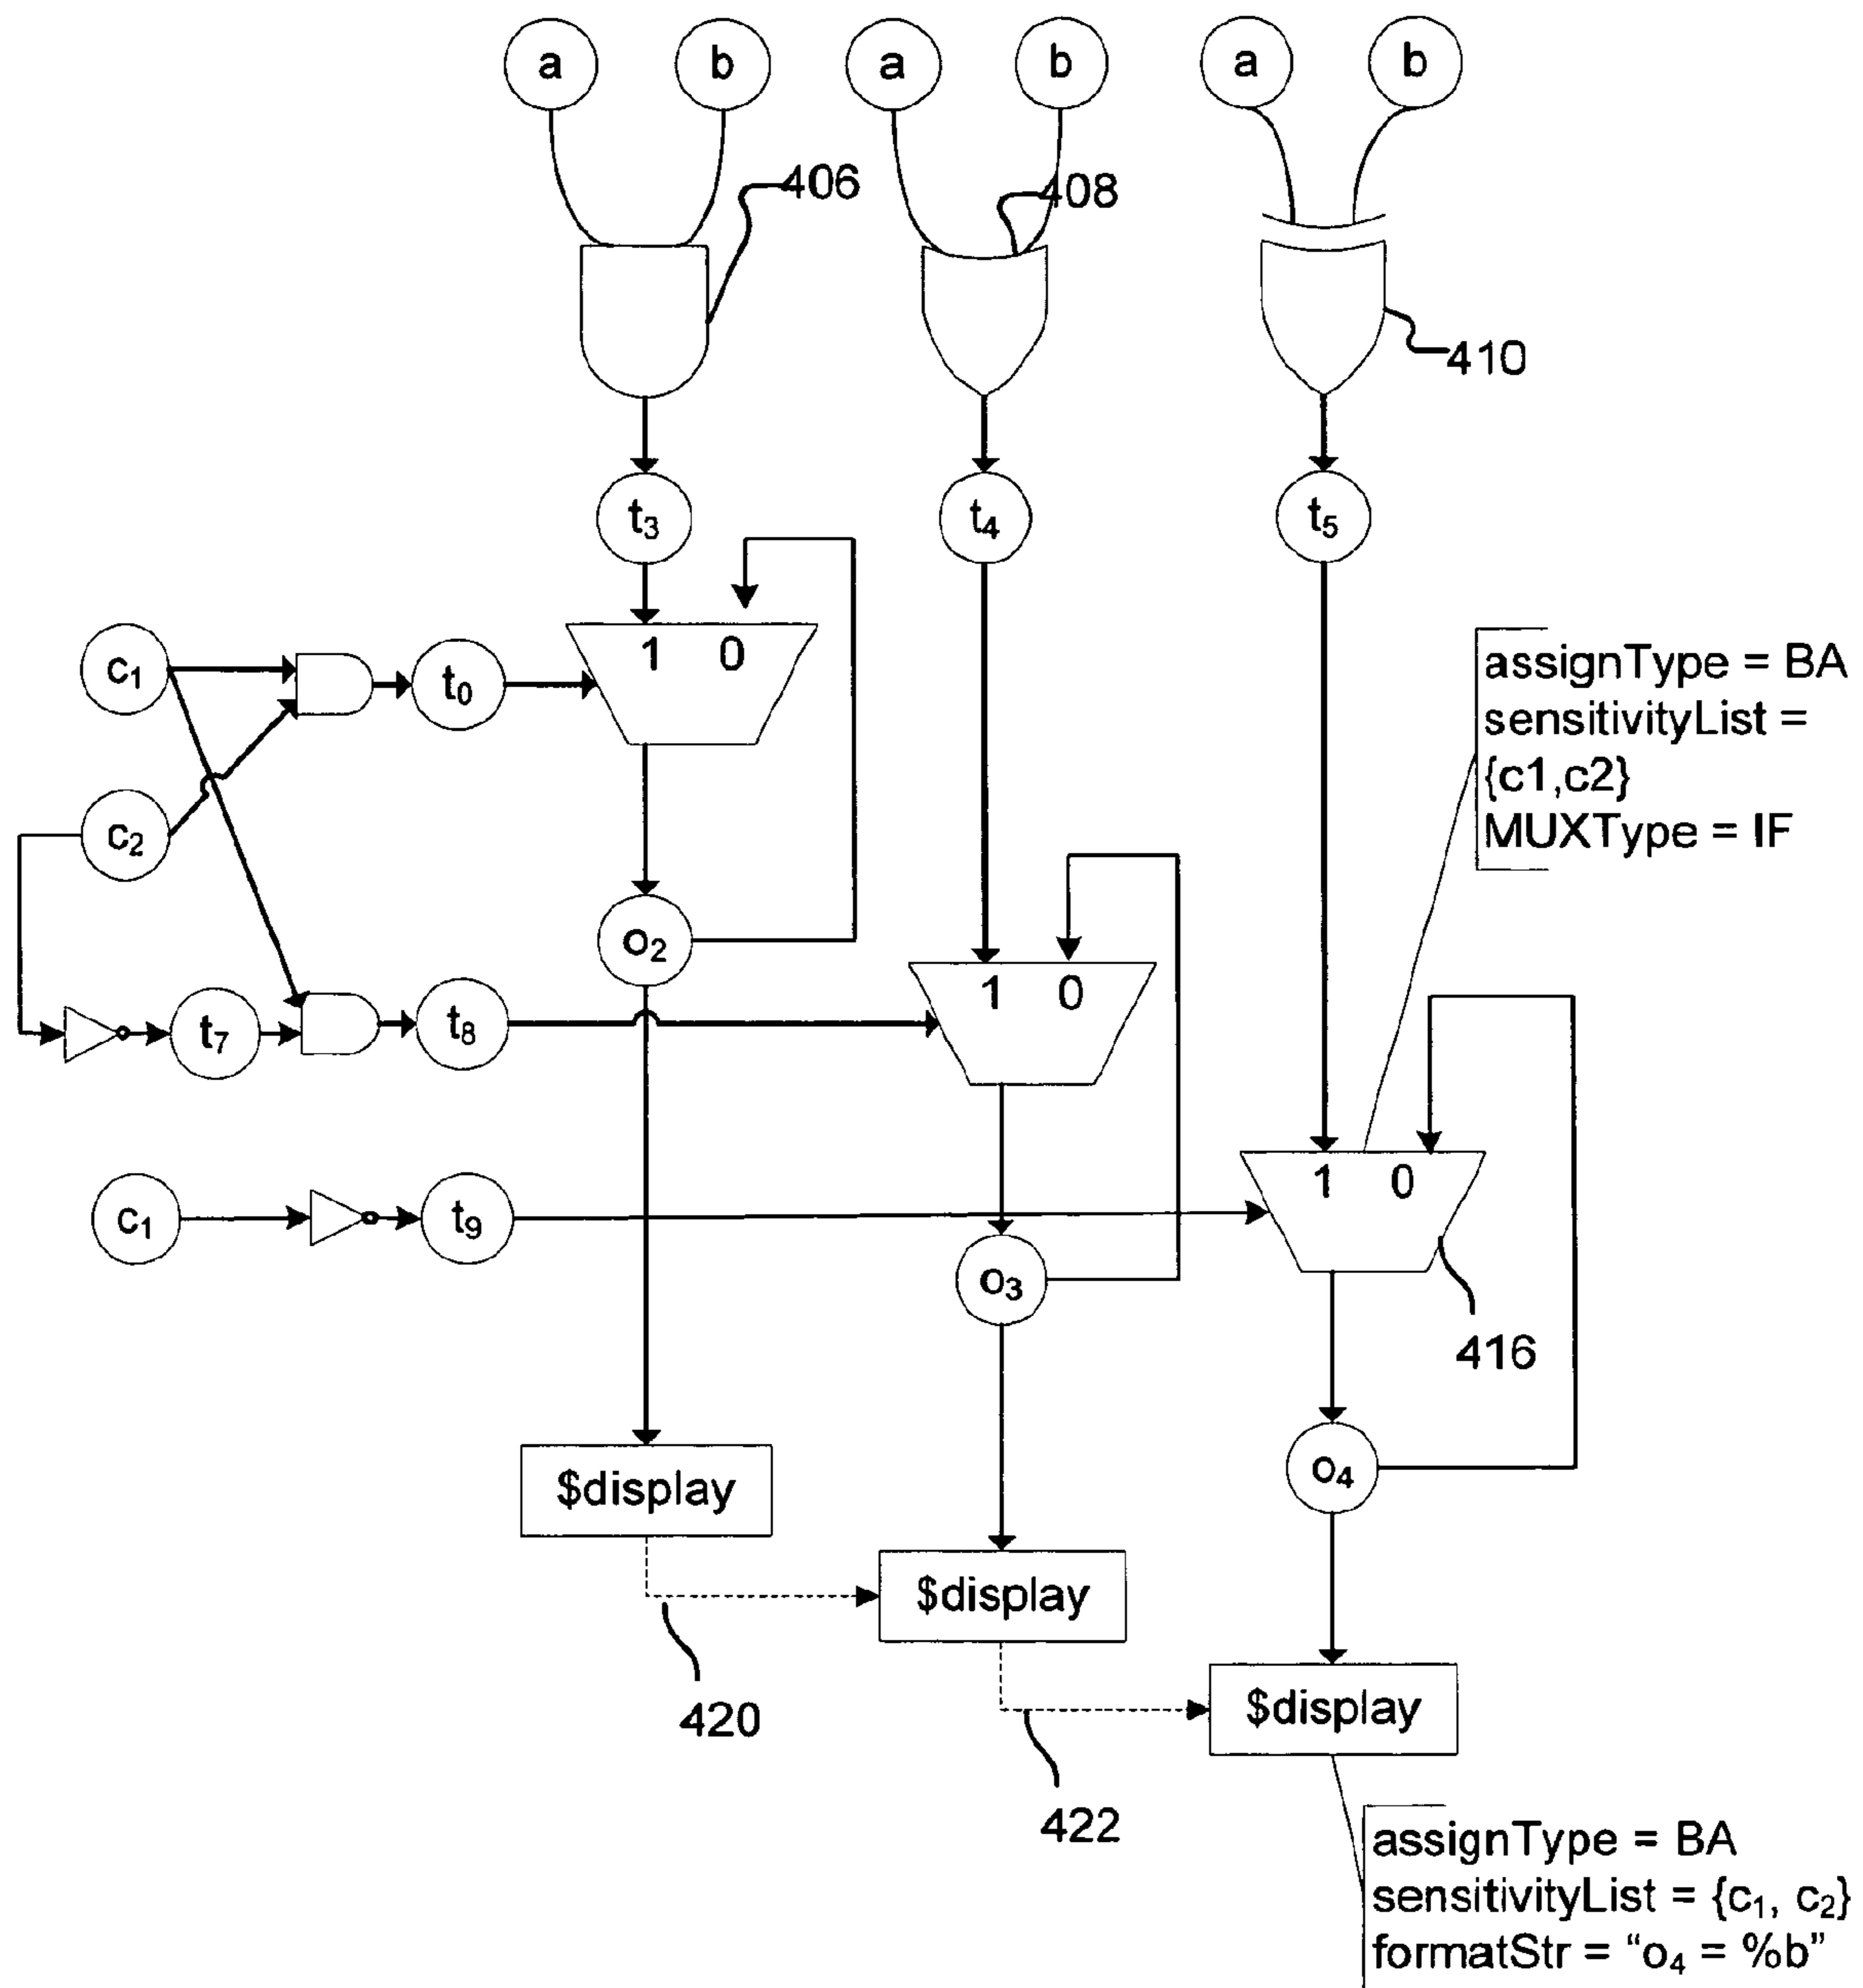 a b a b a b
406
408
410
t3 t4 t5
1 0
c1 t0
assignType = BA
sensitivityList =
{c1,c2}
MUXType = IF
c2
o2
1 0
t7 t8
1 0
c1 t9
o3
416
o4
$display
$display
420
$display
422
assignType = BA
sensitivityList = {c1, c2}
formatStr = “o4 = %b”